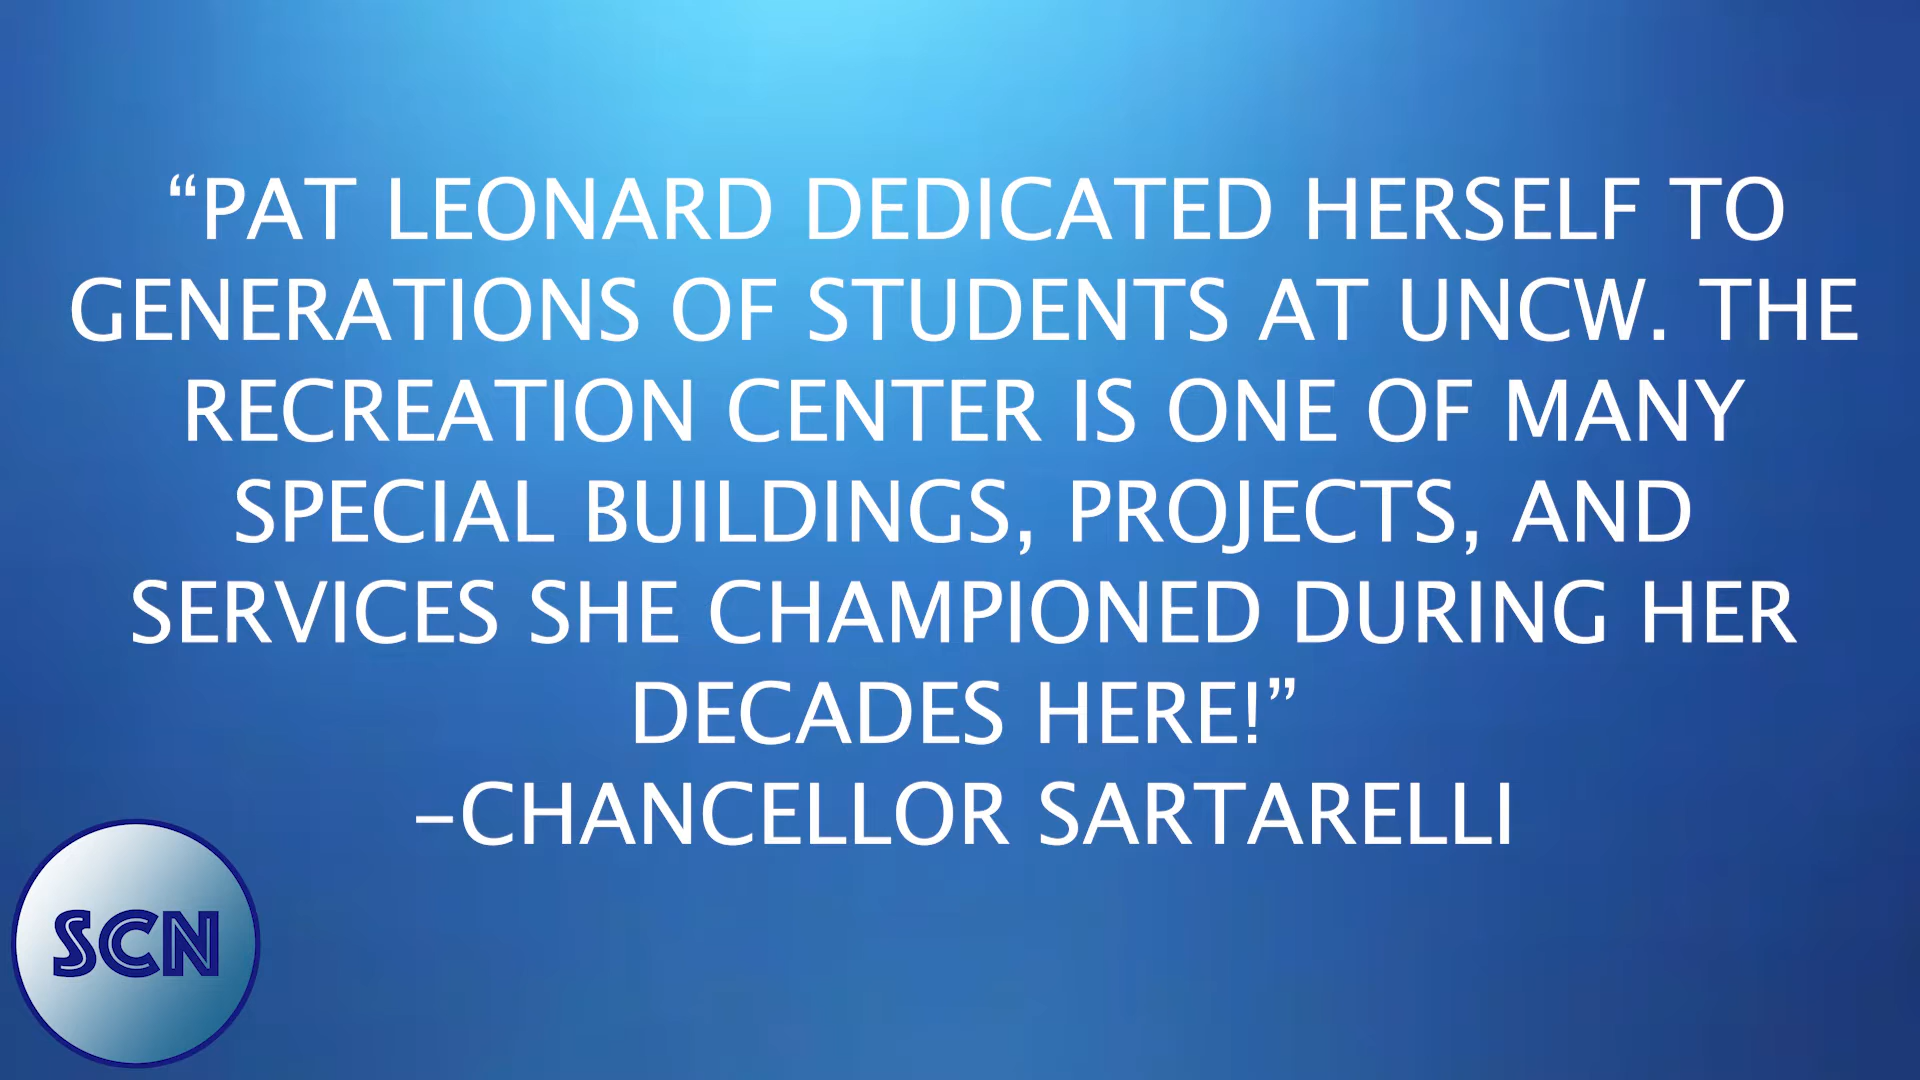 “PAT LEONARD DEDICATED HERSELF TO
GENERATIONS OF STUDENTS AT UNCW. THE
RECREATION CENTER IS ONE OF MANY
SPECIAL BUILDINGS, PROJECTS, AND
SERVICES SHE CHAMPIONED DURING HER
DECADES HERE!”
–CHANCELLOR SARTARELLI
SCN